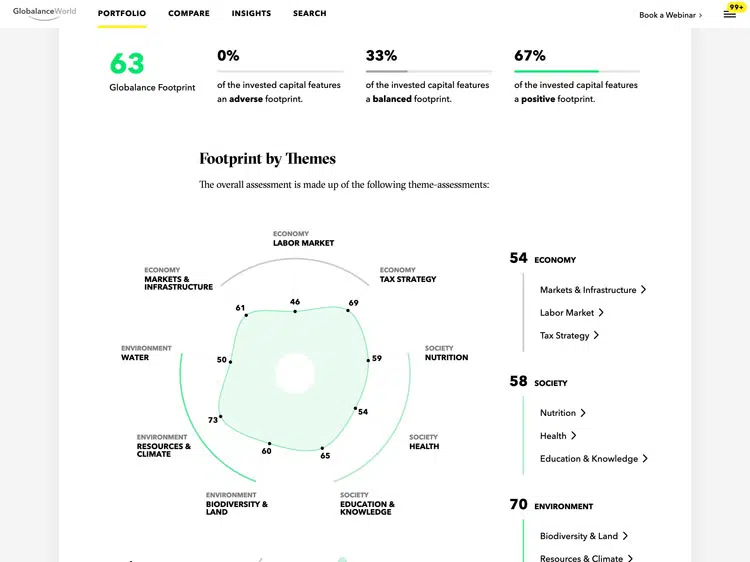 GlobalanceWorld
PORTFOLIO
COMPARE
INSIGHTS
SEARCH
Book a Webinar >
99+
63
Globalance Footprint
0%
of the invested capital features
an adverse footprint.
33%
of the invested capital features
a balanced footprint.
67%
of the invested capital features
a positive footprint.
Footprint by Themes
The overall assessment is made up of the following theme-assessments:
ECONOMY
LABOR MARKET
ECONOMY
MARKETS &
INFRASTRUCTURE
ECONOMY
TAX STRATEGY
61
46
69
ENVIRONMENT
WATER
50
59
SOCIETY
NUTRITION
73
54
ENVIRONMENT
RESOURCES &
CLIMATE
60
65
SOCIETY
HEALTH
ENVIRONMENT
BIODIVERSITY &
LAND
SOCIETY
EDUCATION &
KNOWLEDGE
54 ECONOMY
Markets & Infrastructure >
Labor Market >
Tax Strategy >
58 SOCIETY
Nutrition >
Health >
Education & Knowledge >
70 ENVIRONMENT
Biodiversity & Land >
Resources & Climate >